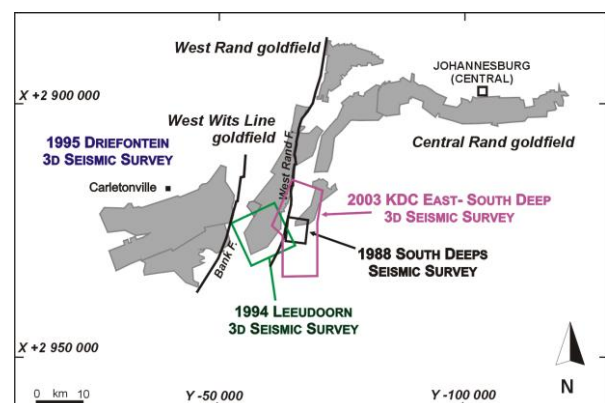 West Rand goldfield
JOHANNESBURG
(CENTRAL)
X +2 900 000
West Wits Line
goldfield
1995 DRIEFONTEIN
3D SEISMIC SURVEY
West Rand F.
Central Rand goldfield
Carletonville
2003 KDC EAST- SOUTH DEEP
3D SEISMIC SURVEY
Bank F.
1988 SOUTH DEEPS
SEISMIC SURVEY
1994 LEEUDOORN
3D SEISMIC SURVEY
X +2 950 000
0 km 10
Y -50 000
Y -100 000
N